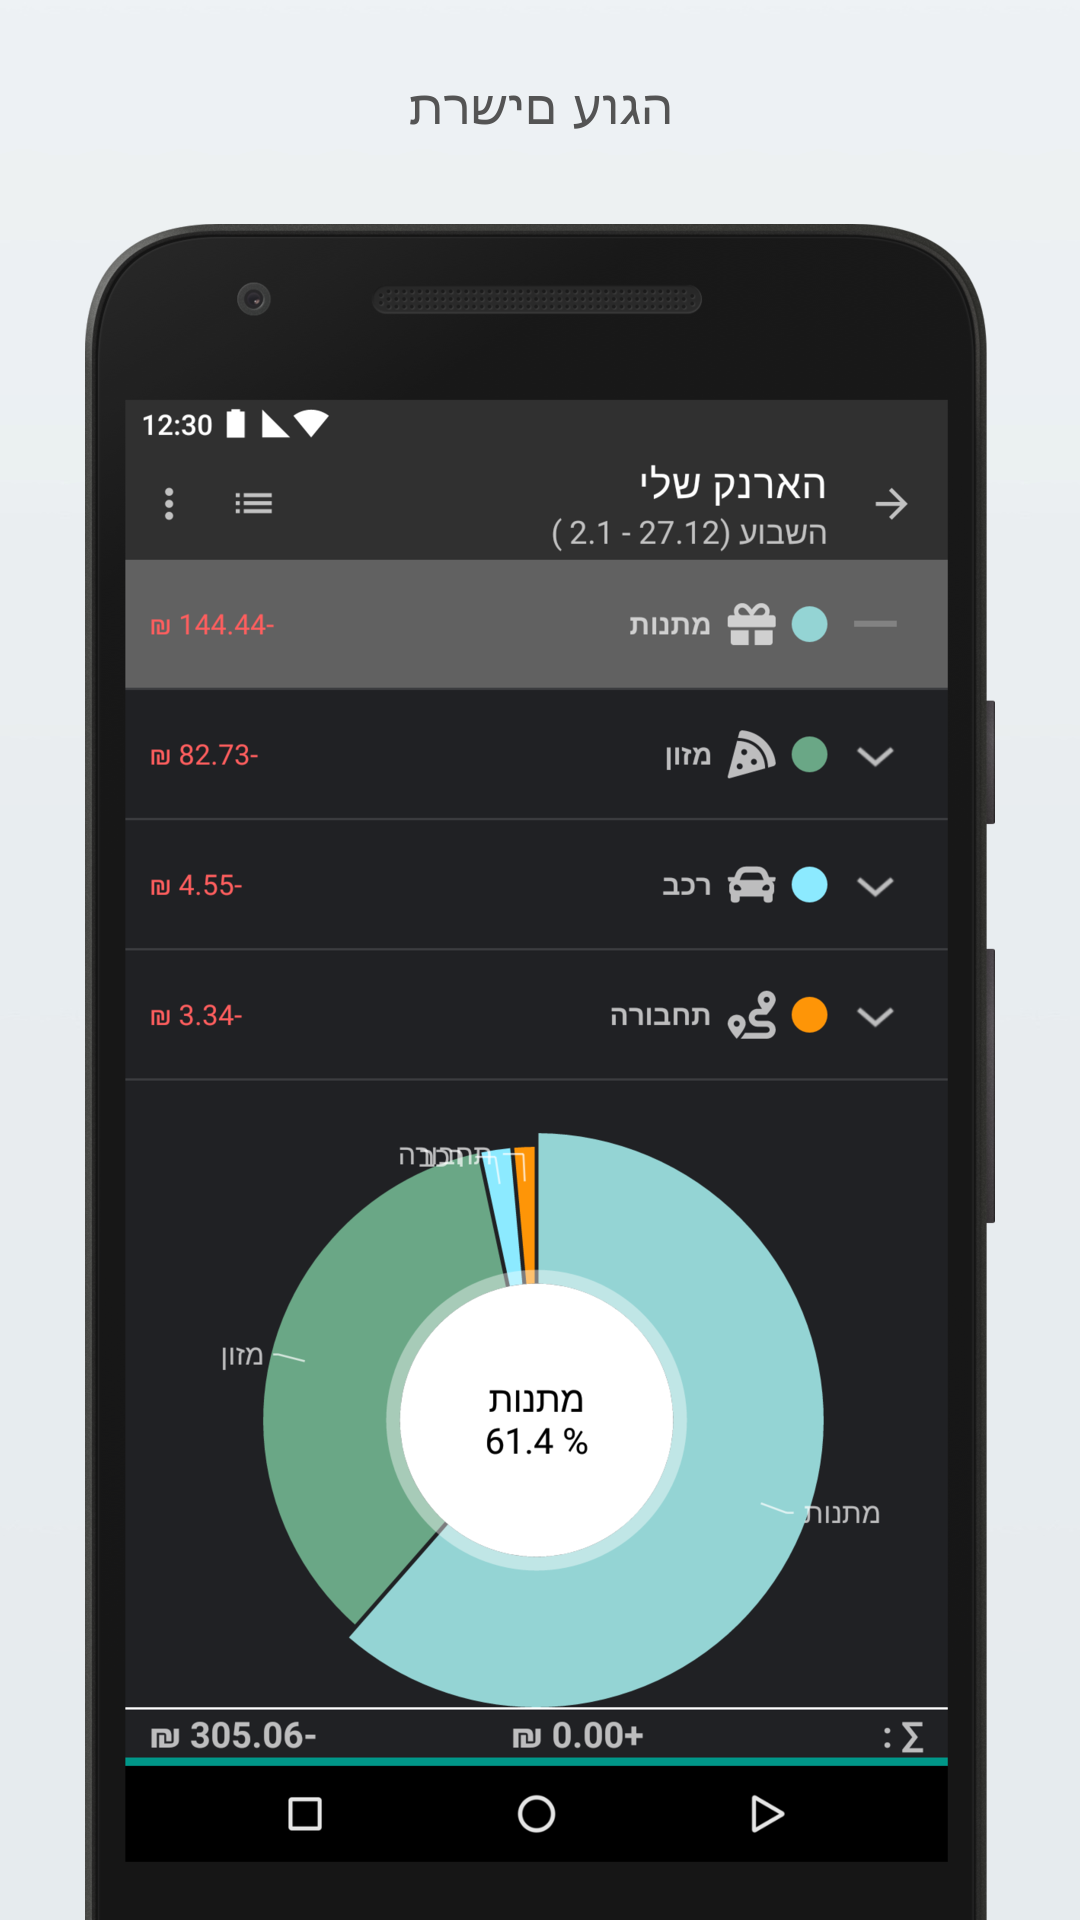 הגוע םישרת
12:30
הארנק שלי
השבוע (27.12 - 2.1 )
מתנות -144.44 ₪
מזון -82.73 ₪
רכב -4.55 ₪
תחבורה -3.34 ₪
תחבורה
רכב
מזון
מתנות
61.4 %
מתנות
Σ : +0.00 ₪ -305.06 ₪